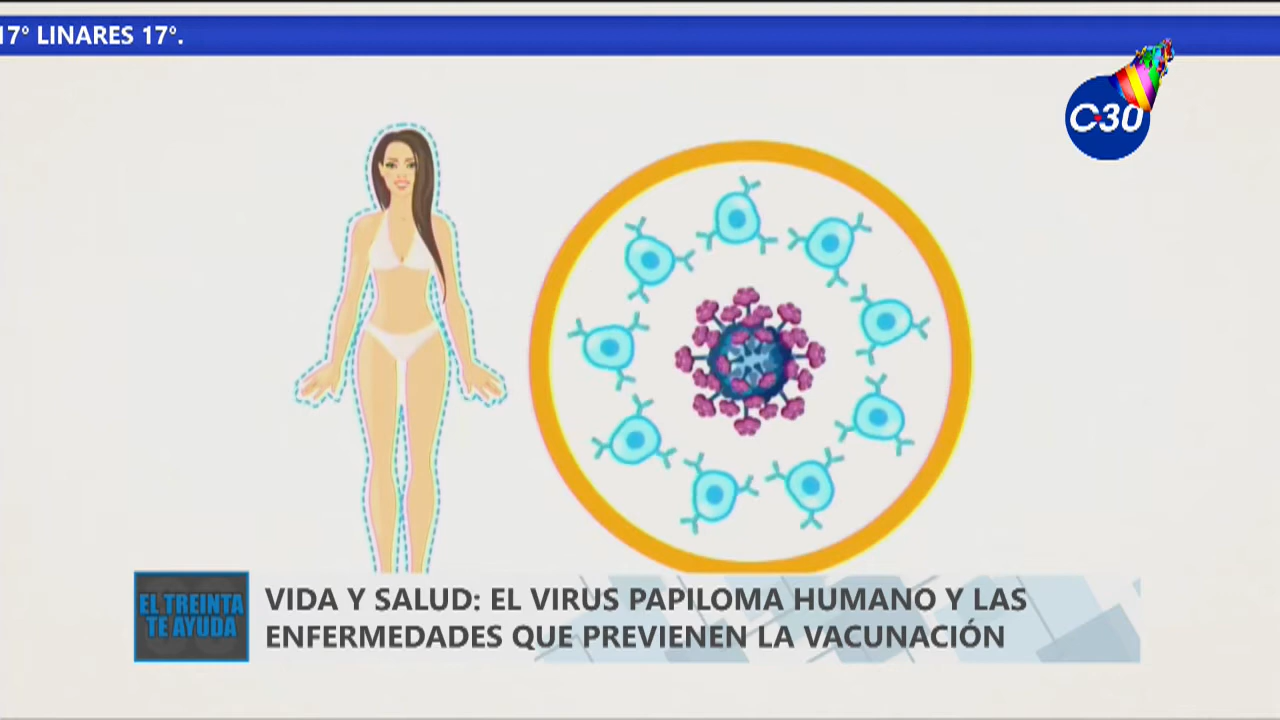 17° LINARES 17°.
C30
EL TREINTA
TE AYUDA
VIDA Y SALUD: EL VIRUS PAPILOMA HUMANO Y LAS
ENFERMEDADES QUE PREVIENEN LA VACUNACIÓN